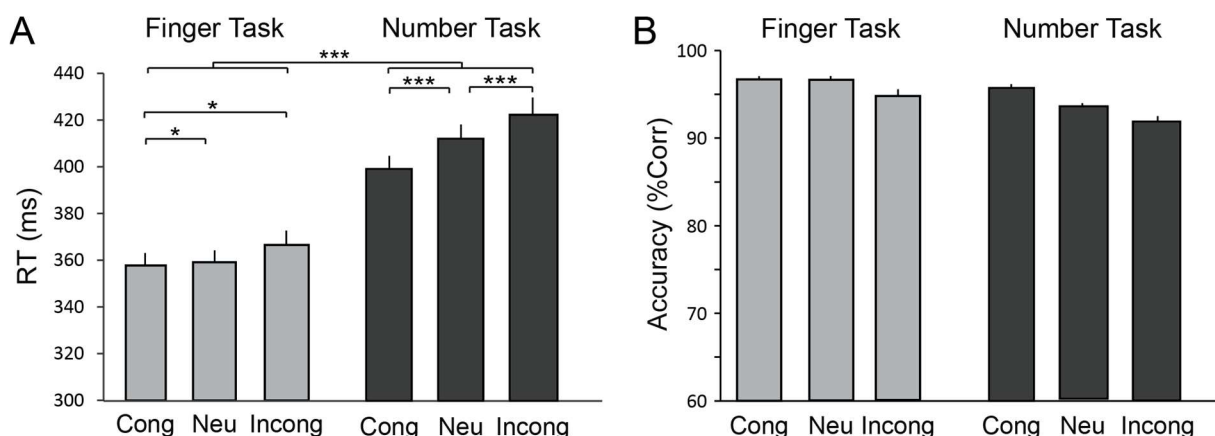 A
Finger Task
Number Task
***
***
***
*
*
RT (ms)
440
420
400
380
360
340
320
300
Cong
Neu
Incong
Cong
Neu
Incong
B
Finger Task
Number Task
Accuracy (%Corr)
100
90
80
70
60
Cong
Neu
Incong
Cong
Neu
Incong